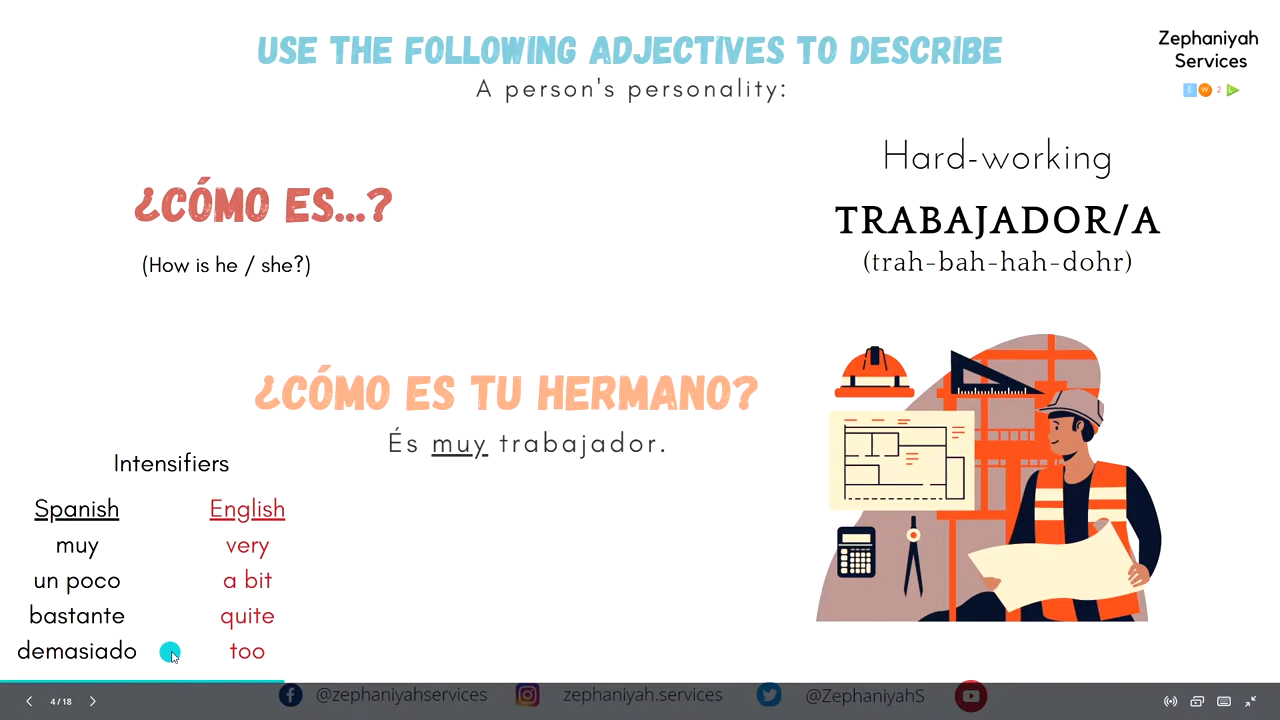 USE THE FOLLOWING ADJECTIVES TO DESCRIBE
A person's personality:
Zephaniyah
Services
E W 2 L
Hard-working
¿CÓMO ES...?
TRABAJADOR/A
(How is he / she?)
(trah-bah-hah-dohr)
¿CÓMO ES TU HERMANO?
És muy trabajador.
Intensifiers
Spanish English
muy very
un poco a bit
bastante quite
demasiado too
4 / 18
@zephaniyahservices zephaniyah.services @ZephaniyahS